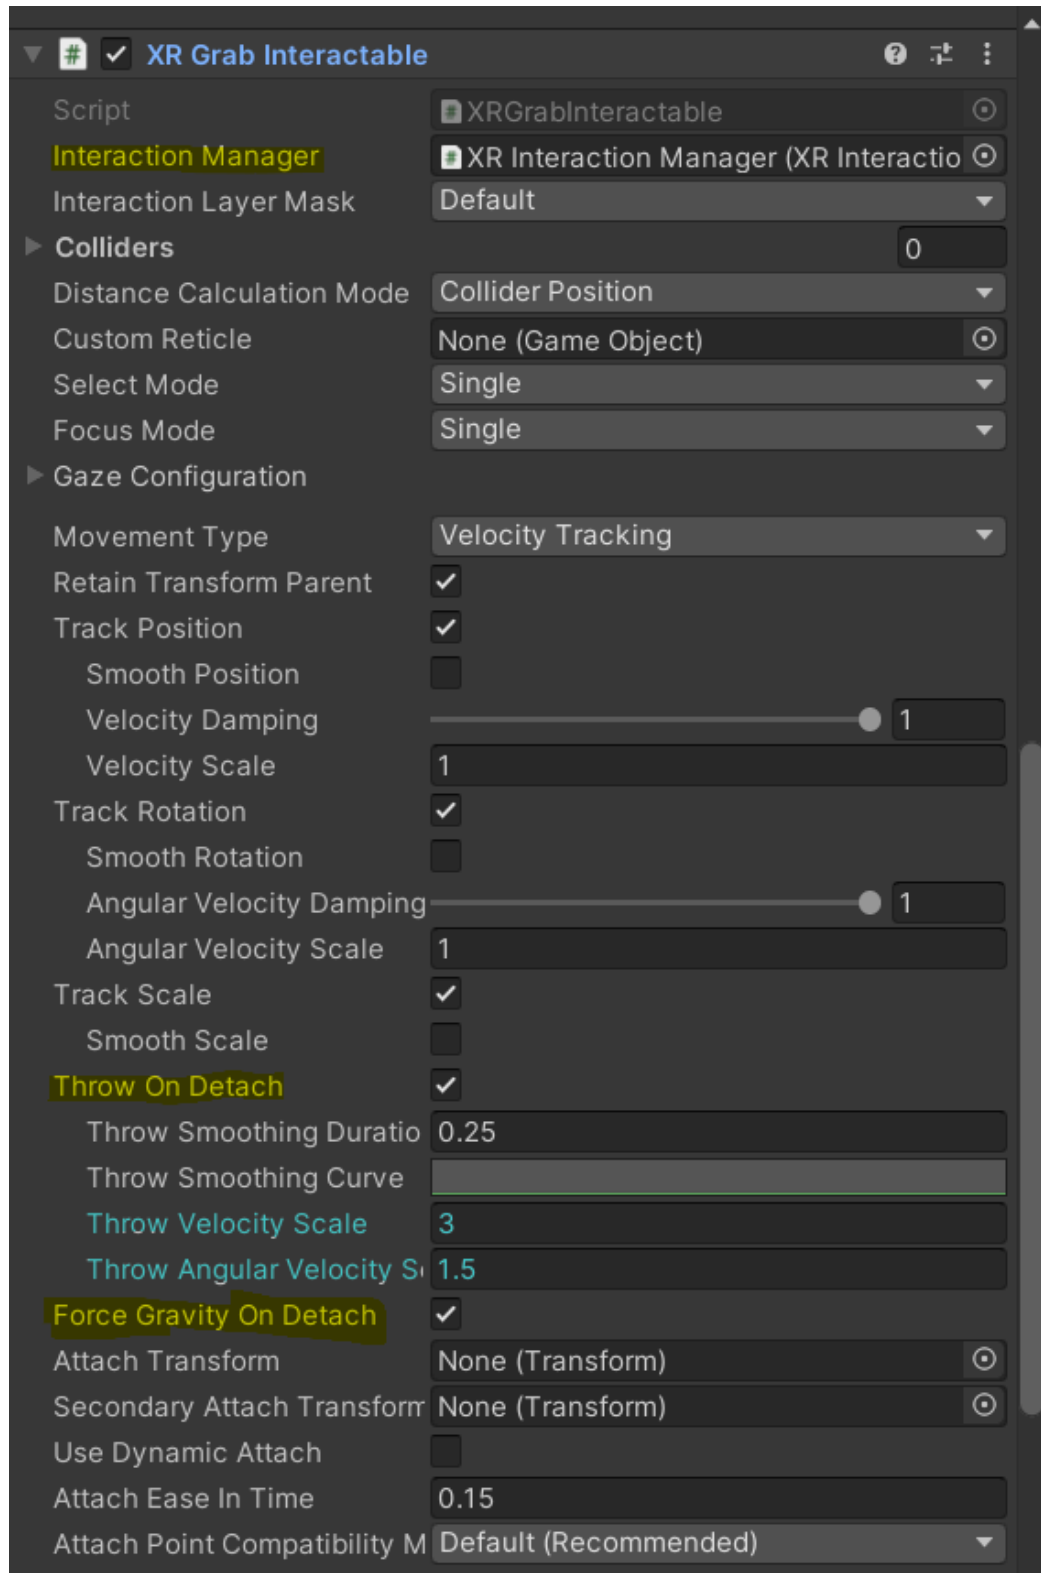 # XR Grab Interactable
Script # XRGrabInteractable
Interaction Manager # XR Interaction Manager (XR Interactio
Interaction Layer Mask Default
Colliders 0
Distance Calculation Mode Collider Position
Custom Reticle None (Game Object)
Select Mode Single
Focus Mode Single
Gaze Configuration
Movement Type Velocity Tracking
Retain Transform Parent
Track Position
Smooth Position
Velocity Damping 1
Velocity Scale 1
Track Rotation
Smooth Rotation
Angular Velocity Damping 1
Angular Velocity Scale 1
Track Scale
Smooth Scale
Throw On Detach
Throw Smoothing Duratio 0.25
Throw Smoothing Curve
Throw Velocity Scale 3
Throw Angular Velocity S 1.5
Force Gravity On Detach
Attach Transform None (Transform)
Secondary Attach Transform None (Transform)
Use Dynamic Attach
Attach Ease In Time 0.15
Attach Point Compatibility M Default (Recommended)